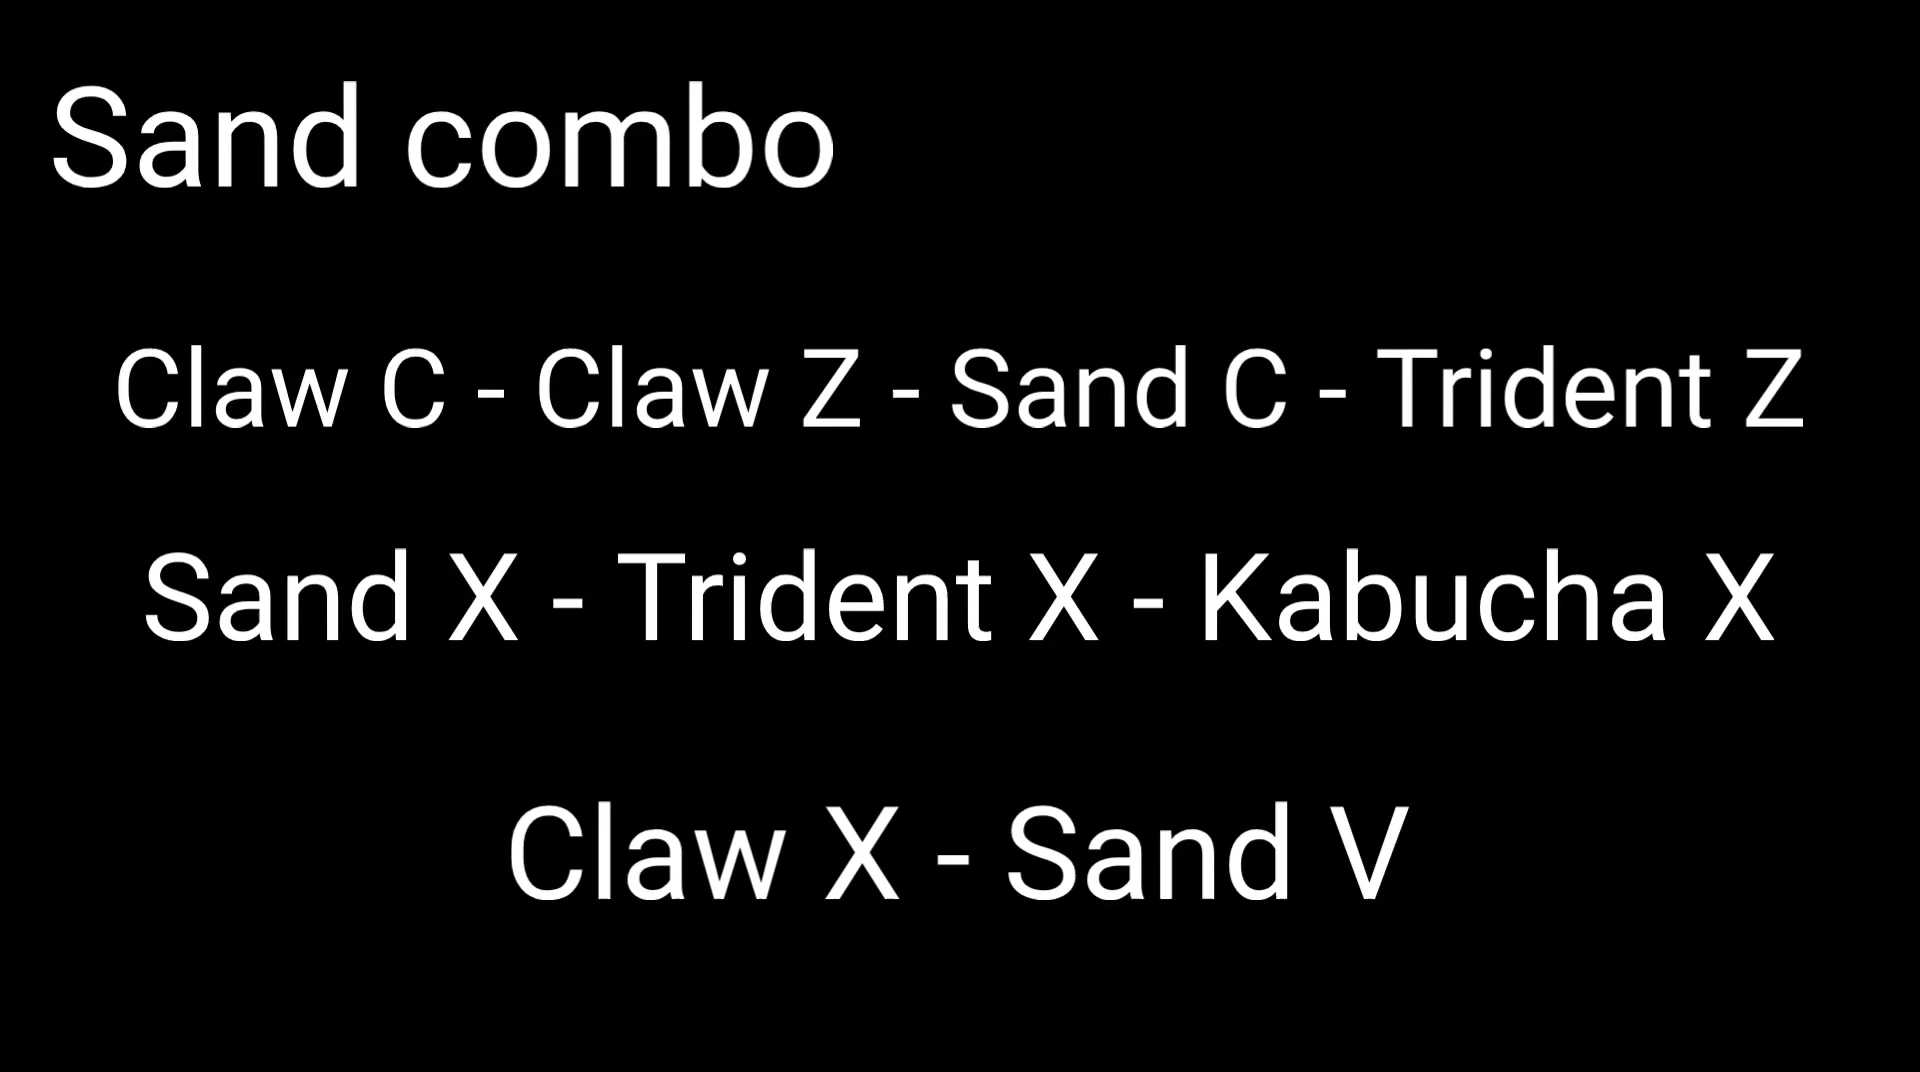 Sand combo
Claw C - Claw Z - Sand C - Trident Z
Sand X - Trident X - Kabucha X
Claw X - Sand V